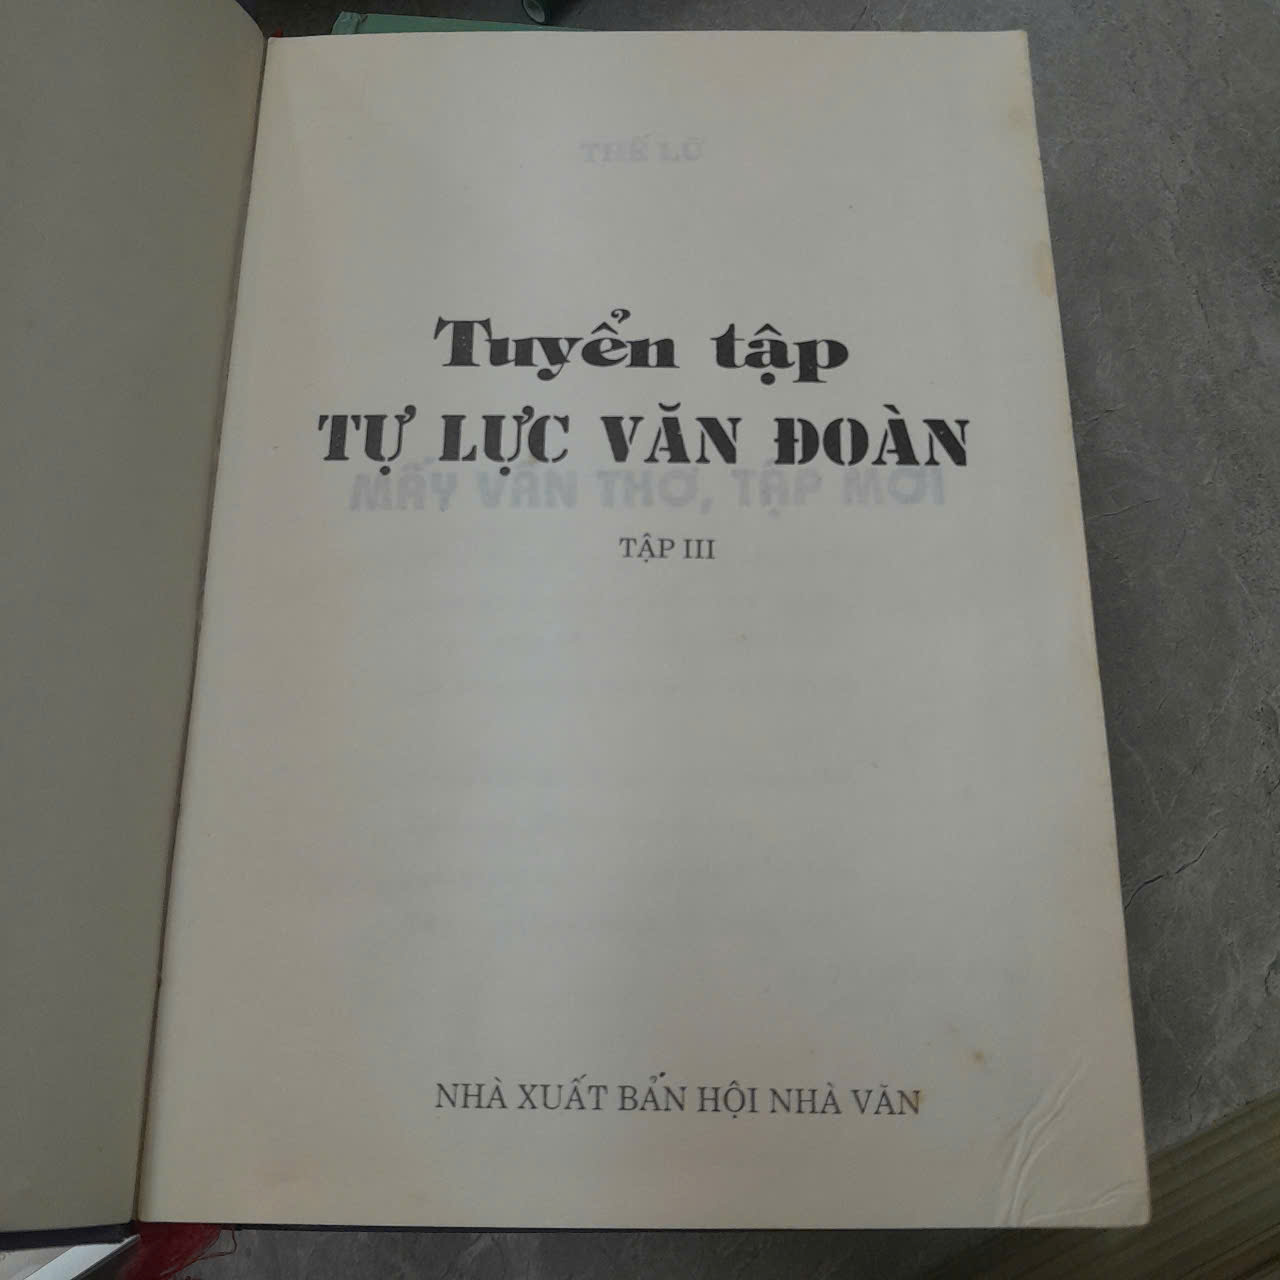 THẾ LỮ
Tuyển tập
TỰ LỰC VĂN ĐOÀN
MẤY VẦN THƠ, TẬP MỚI
TẬP III
NHÀ XUẤT BẢN HỘI NHÀ VĂN